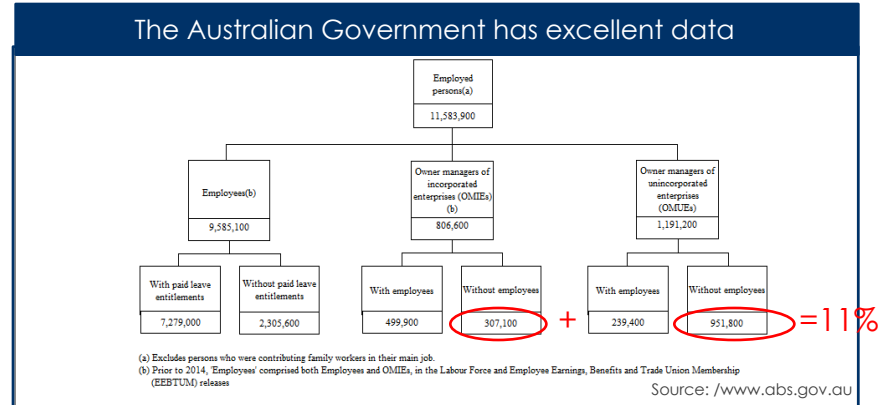 The Australian Government has excellent data
Employed
persons(a)
11,583,900
Employees(b)
9,585,100
Owner managers of
incorporated
enterprises (OMIEs)
(b)
806,600
Owner managers of
unincorporated
enterprises
(OMUEs)
1,191,200
With paid leave
entitlements
7,279,000
Without paid leave
entitlements
2,305,600
With employees
499,900
Without employees
307,100
+
With employees
239,400
Without employees
951,800
=11%
(a) Excludes persons who were contributing family workers in their main job.
(b) Prior to 2014, 'Employees' comprised both Employees and OMIEs, in the Labour Force and Employee Earnings, Benefits and Trade Union Membership
(EEBTUM) releases
Source: /www.abs.gov.au